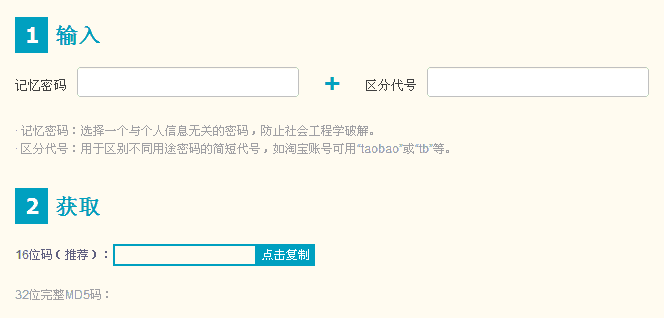 1 输入
记忆密码 + 区分代号
· 记忆密码：选择一个与个人信息无关的密码，防止社会工程学破解。
· 区分代号：用于区别不同用途密码的简短代号，如淘宝账号可用“taobao”或“tb”等。
2 获取
16位码（推荐）： 点击复制
32位完整MD5码：